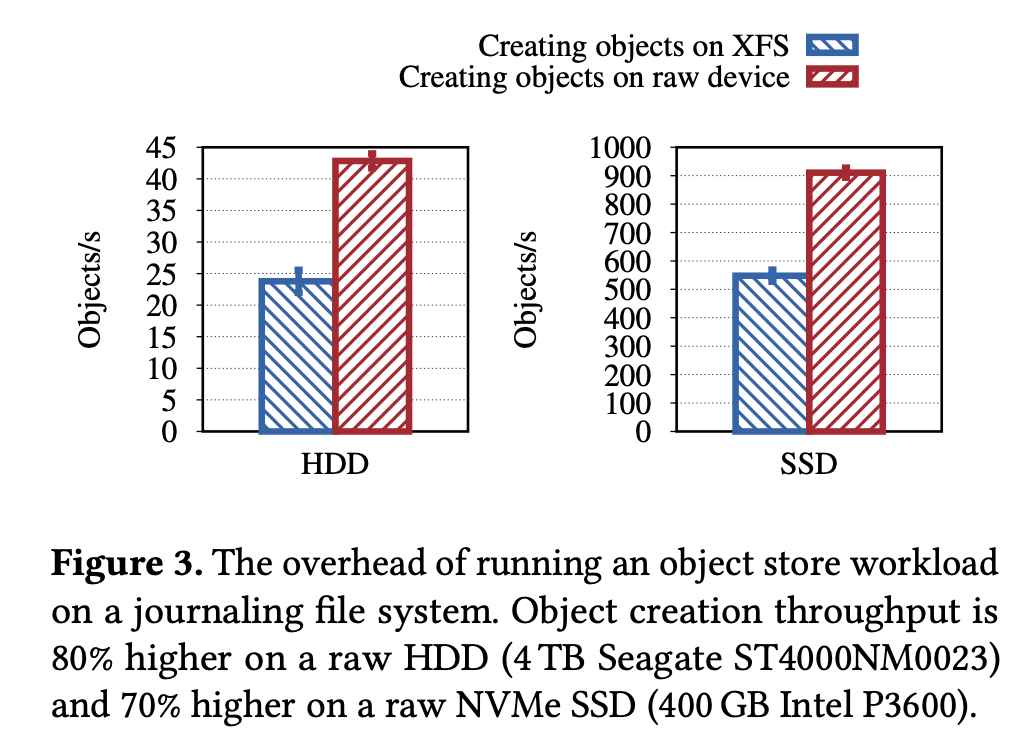 Creating objects on XFS
Creating objects on raw device
45
40
35
30
25
20
15
10
5
0
Objects/s
HDD
1000
900
800
700
600
500
400
300
200
100
0
Objects/s
SSD
Figure 3. The overhead of running an object store workload
on a journaling file system. Object creation throughput is
80% higher on a raw HDD (4 TB Seagate ST4000NM0023)
and 70% higher on a raw NVMe SSD (400 GB Intel P3600).